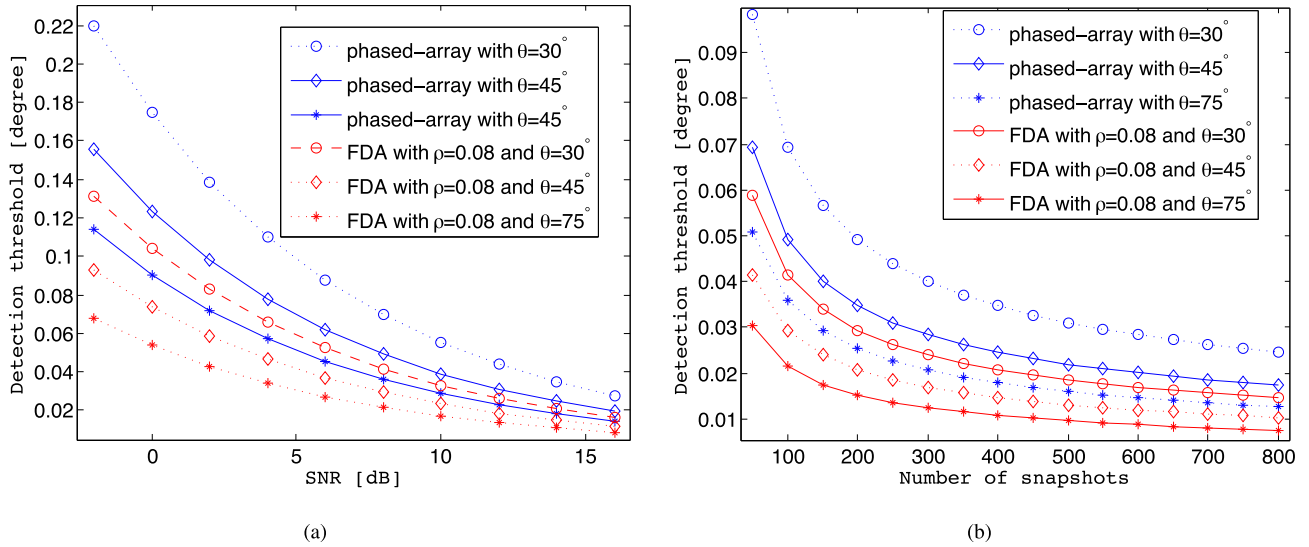 Detection threshold [degree]
0.22
0.2
0.18
0.16
0.14
0.12
0.1
0.08
0.06
0.04
0.02
0
5
10
15
SNR [dB]
phased-array with θ=30°
phased-array with θ=45°
phased-array with θ=45°
FDA with ρ=0.08 and θ=30°
FDA with ρ=0.08 and θ=45°
FDA with ρ=0.08 and θ=75°
(a)
Detection threshold [degree]
0.09
0.08
0.07
0.06
0.05
0.04
0.03
0.02
0.01
100
200
300
400
500
600
700
800
Number of snapshots
phased-array with θ=30°
phased-array with θ=45°
phased-array with θ=75°
FDA with ρ=0.08 and θ=30°
FDA with ρ=0.08 and θ=45°
FDA with ρ=0.08 and θ=75°
(b)